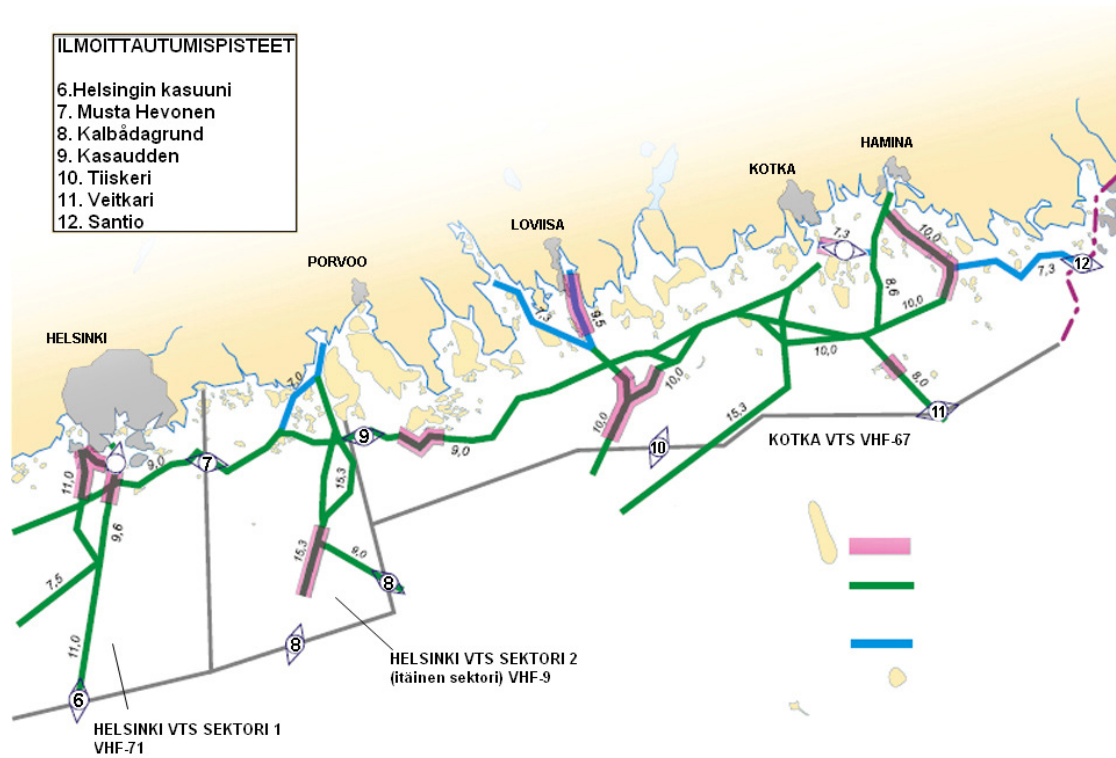 ILMOITTAUTUMISPISTEET
6.Helsingin kasuuni
7. Musta Hevonen
8. Kalbådagrund
9. Kasaudden
10. Tiiskeri
11. Veitkari
12. Santio
HAMINA
KOTKA
LOVIISA
PORVOO
HELSINKI
7,3
10,0
12
7,3
8,6
10,0
7,3
9,5
7,0
10,0
10,0
8,0
15,3
11
10,0
KOTKA VTS VHF-67
9
9,0
10
7
9,0
11,0
9,6
15,3
15,3
9,0
8
7,5
11,0
8
6
HELSINKI VTS SEKTORI 2
(itäinen sektori) VHF-9
HELSINKI VTS SEKTORI 1
VHF-71